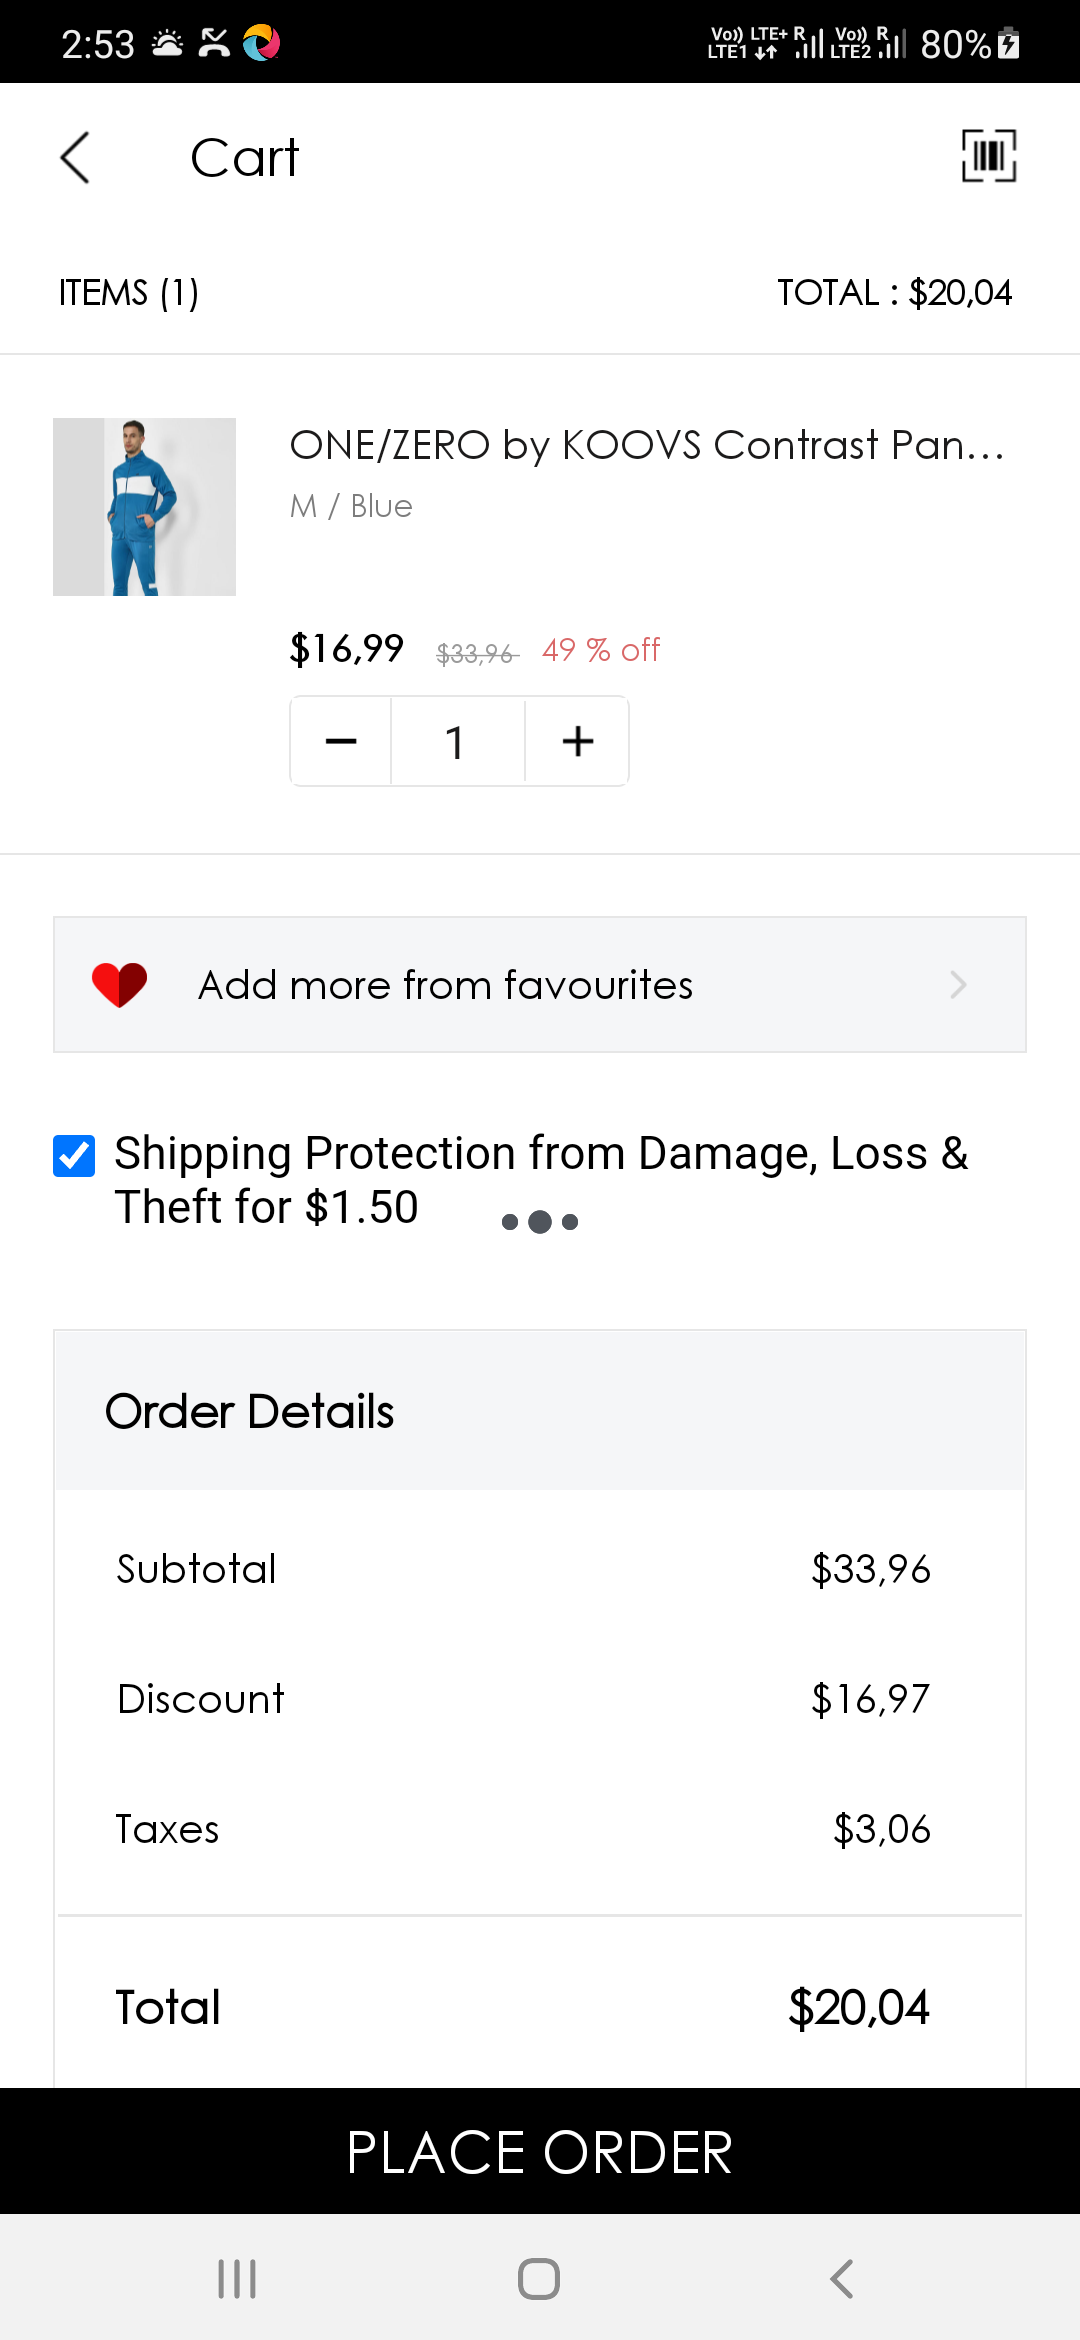 2:53
Vo)) LTE+ R Vo)) R 80%
LTE1 LTE2
Cart
ITEMS (1) TOTAL : $20,04
ONE/ZERO by KOOVS Contrast Pan...
M / Blue
$16,99 $33,96 49 % off
1
Add more from favourites
Shipping Protection from Damage, Loss &
Theft for $1.50
Order Details
Subtotal $33,96
Discount $16,97
Taxes $3,06
Total $20,04
PLACE ORDER